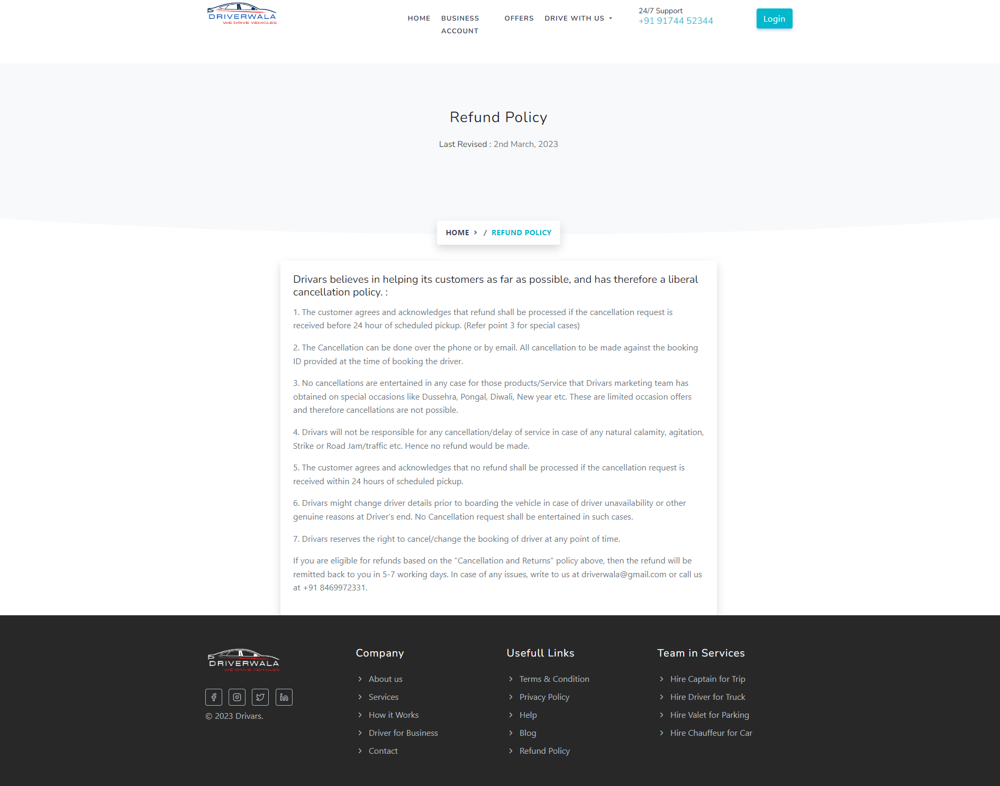 DRIVERWALA
WE DRIVE VEHICLES
HOME
BUSINESS
ACCOUNT
OFFERS
DRIVE WITH US
24/7 Support
+91 91744 52344
Login
Refund Policy
Last Revised : 2nd March, 2023
HOME / REFUND POLICY
Drivars believes in helping its customers as far as possible, and has therefore a liberal
cancellation policy. :
1. The customer agrees and acknowledges that refund shall be processed if the cancellation request is
received before 24 hour of scheduled pickup. (Refer point 3 for special cases)
2. The Cancellation can be done over the phone or by email. All cancellation to be made against the booking
ID provided at the time of booking the driver.
3. No cancellations are entertained in any case for those products/Service that Drivars marketing team has
obtained on special occasions like Dussehra, Pongal, Diwali, New year etc. These are limited occasion offers
and therefore cancellations are not possible.
4. Drivars will not be responsible for any cancellation/delay of service in case of any natural calamity, agitation,
Strike or Road Jam/traffic etc. Hence no refund would be made.
5. The customer agrees and acknowledges that no refund shall be processed if the cancellation request is
received within 24 hours of scheduled pickup.
6. Drivars might change driver details prior to boarding the vehicle in case of driver unavailability or other
genuine reasons at Driver’s end. No Cancellation request shall be entertained in such cases.
7. Drivars reserves the right to cancel/change the booking of driver at any point of time.
If you are eligible for refunds based on the "Cancellation and Returns" policy above, then the refund will be
remitted back to you in 5-7 working days. In case of any issues, write to us at driverwala@gmail.com or call us
at +91 8469972331.
DRIVERWALA
WE DRIVE VEHICLES
© 2023 Drivars.
Company
About us
Services
How it Works
Driver for Business
Contact
Usefull Links
Terms & Condition
Privacy Policy
Help
Blog
Refund Policy
Team in Services
Hire Captain for Trip
Hire Driver for Truck
Hire Valet for Parking
Hire Chauffeur for Car